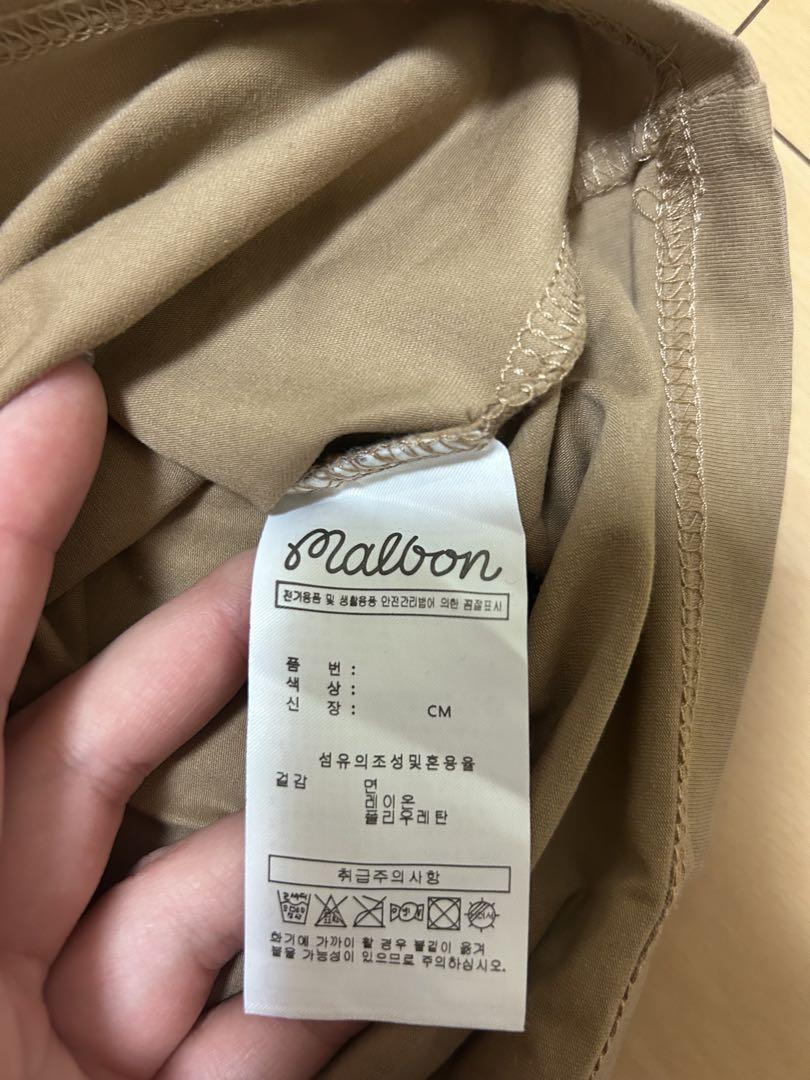 malbon
전기용품 및 생활용품 안전관리법어 의한 품절표시
품 번 :
색 상 :
신 장 : CM
섬유의조성및혼용율
겉감 면
레이온
폴리우레탄
취급주의사항
화기에 가까이 할 경우 불길이 옮겨
붙을 가능성이 있으므로 주의하십시오.